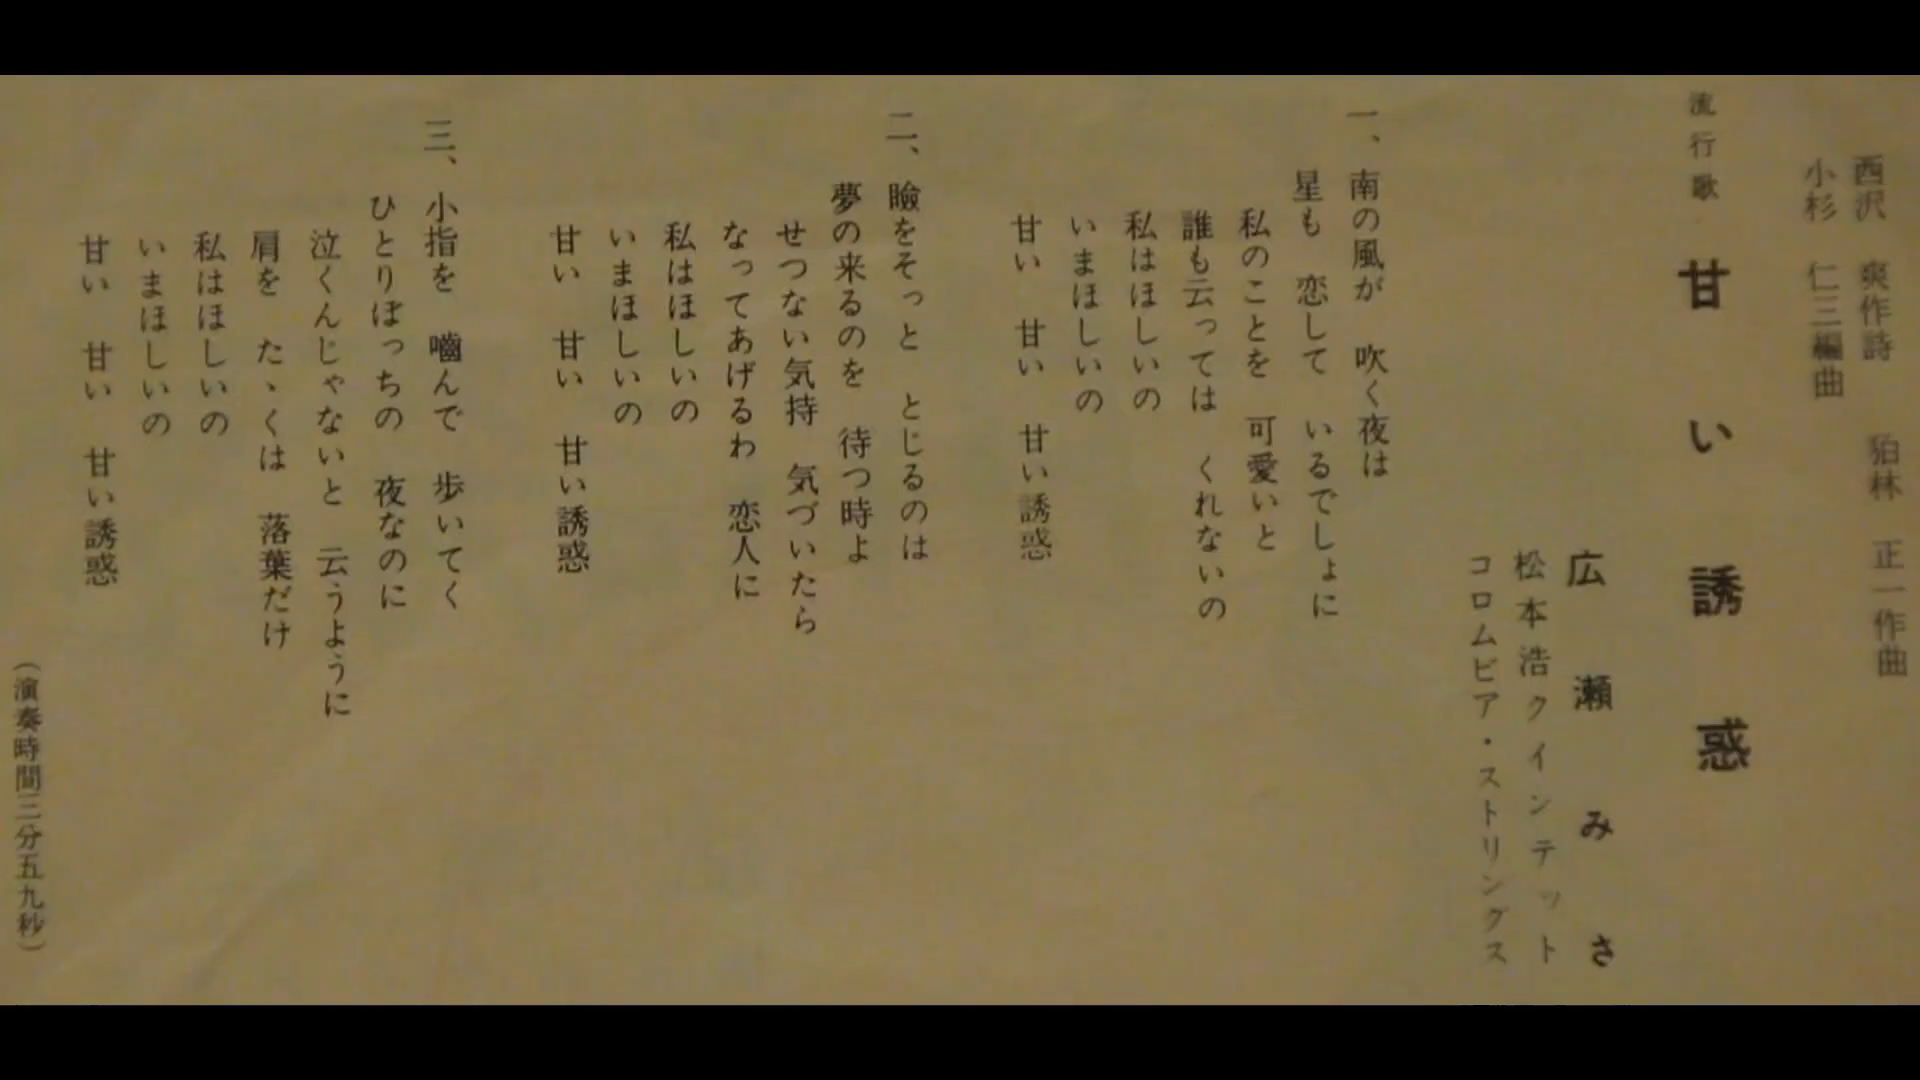 西沢　爽作詩　　狛林　正一作曲
小杉　仁三編曲
流行歌　甘い誘惑
広瀬みさ
松本浩クインテット
コロムビア・ストリングス
一、南の風が　吹く夜は
星も　恋して　いるでしょに
私のことを　可愛いと
誰も云っては　くれないの
私はほしいの
いまほしいの
甘い　甘い　甘い誘惑
二、瞼をそっと　とじるのは
夢の来るのを　待つ時よ
せつない気持　気づいたら
なってあげるわ　恋人に
私はほしいの
いまほしいの
甘い　甘い　甘い誘惑
三、小指を　嚙んで　歩いてく
ひとりぼっちの　夜なのに
泣くんじゃないと　云うように
肩を　たゝくは　落葉だけ
私はほしいの
いまほしいの
甘い　甘い　甘い誘惑
（演奏時間三分五九秒）